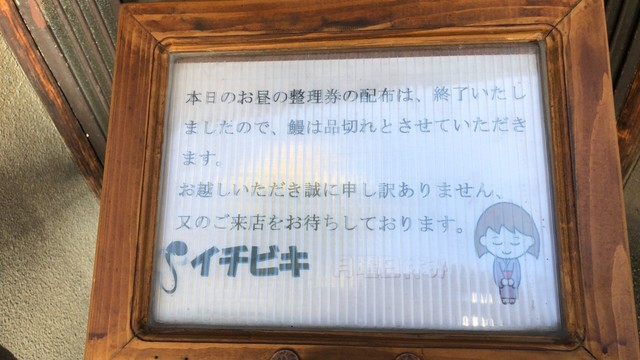 本日のお昼の整理券の配布は、終了いたし
ましたので、鰻は品切れとさせていただき
ます。
お越しいただき誠に申し訳ありません、
又のご来店をお待ちしております。
イチビキ